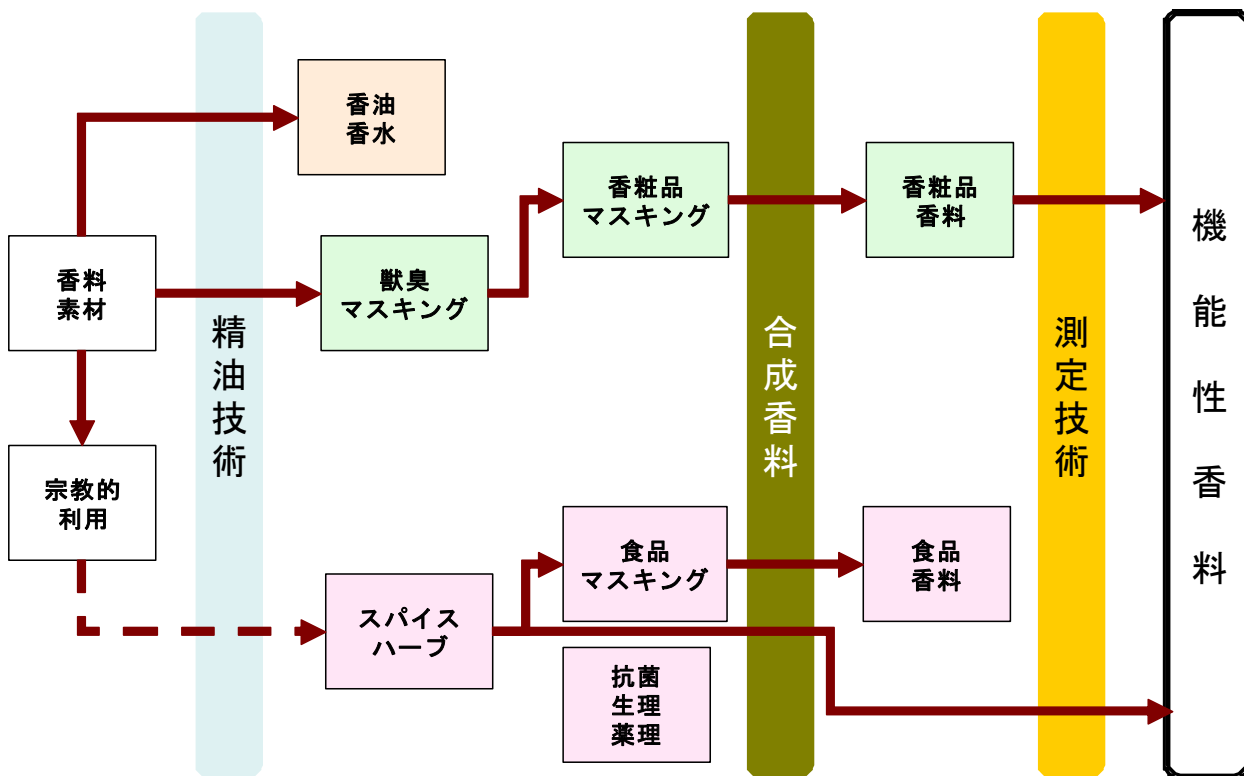 香油
香水
香粧品
マスキング
香粧品
香料
香料
素材
獣臭
マスキング
精油技術
合成香料
測定技術
機能性香料
宗教的
利用
食品
マスキング
食品
香料
スパイス
ハーブ
抗菌
生理
薬理